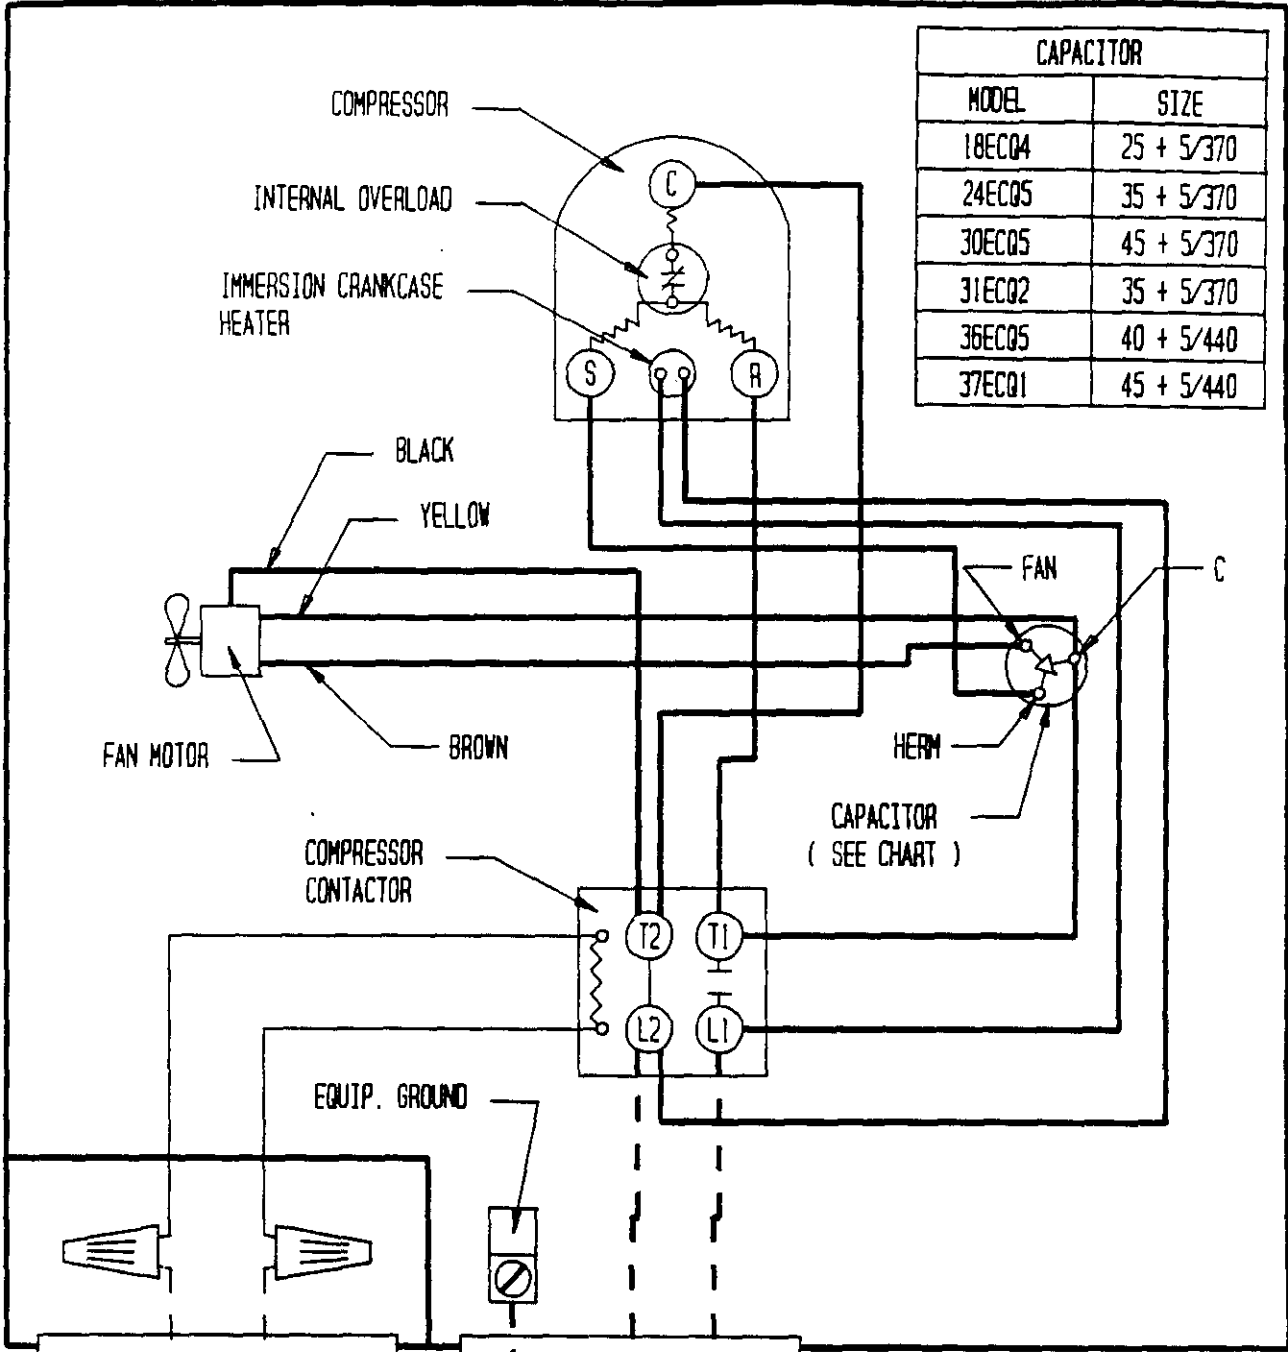 CAPACITOR
MODEL SIZE
18ECQ4 25 + 5/370
24ECQ5 35 + 5/370
30ECQ5 45 + 5/370
31ECQ2 35 + 5/370
36ECQ5 40 + 5/440
37ECQ1 45 + 5/440
COMPRESSOR
C
INTERNAL OVERLOAD
IMMERSION CRANKCASE
HEATER
S
R
BLACK
YELLOW
FAN
C
FAN MOTOR
BROWN
HERM
CAPACITOR
( SEE CHART )
COMPRESSOR
CONTACTOR
T2
T1
L2
L1
EQUIP. GROUND